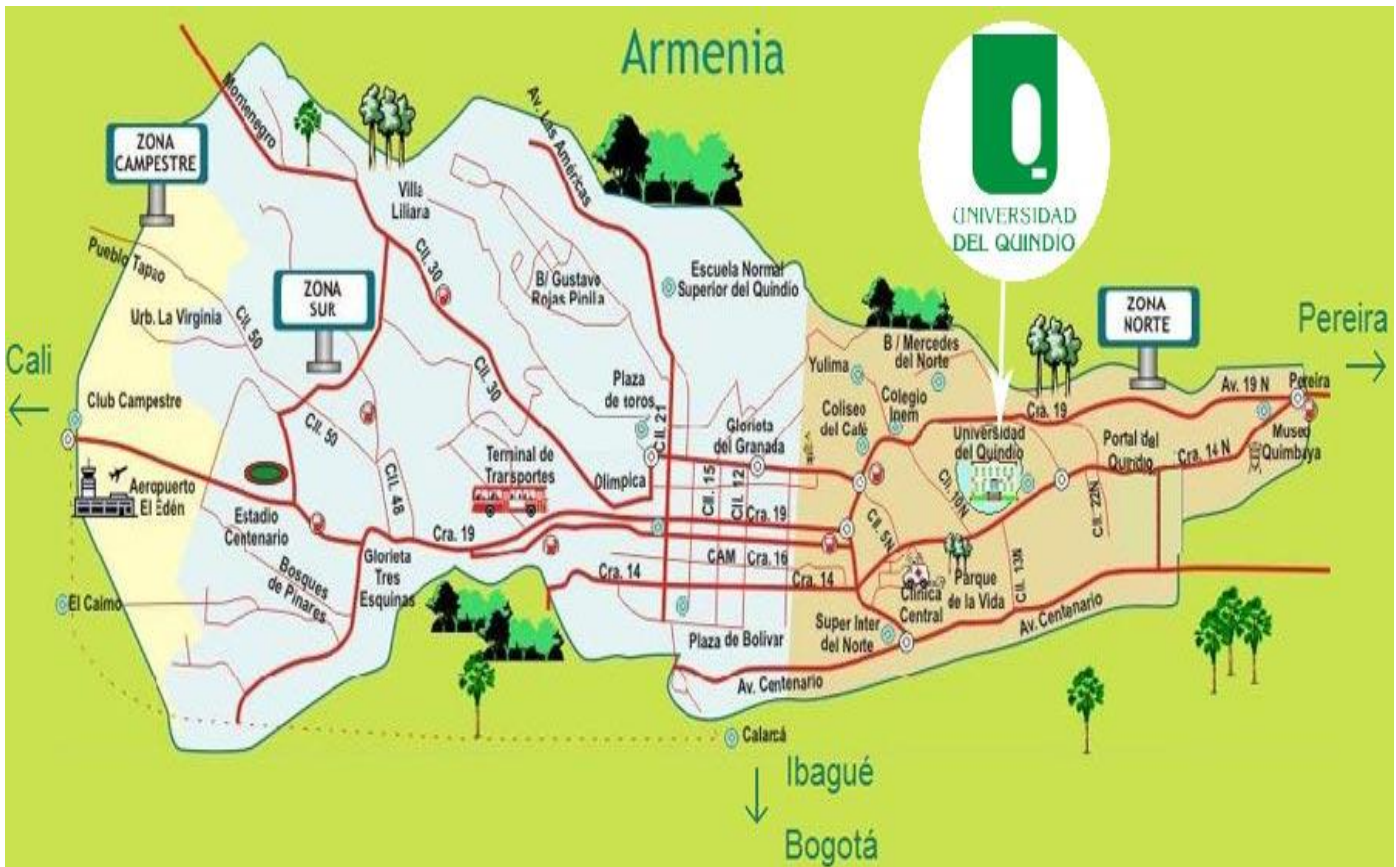 Armenia
UNIVERSIDAD
DEL QUINDIO
Montenegro
ZONA
CAMPESTRE
Av. Las Américas
Villa
Liliana
Cll. 30
Pueblo Tapao
ZONA
SUR
B/ Gustavo
Rojas Pinilla
Escuela Normal
Superior del Quindío
ZONA
NORTE
Pereira
Urb. La Virginia
Cll. 50
B / Mercedes
del Norte
Yulima
Cali
Club Campestre
Cll. 30
Plaza
de toros
Cll. 21
Coliseo
del Café
Colegio
Inem
Cra. 19
Av. 19 N
Pereira
Cll. 50
Glorieta
del Granada
Universidad
del Quindío
Portal del
Quindío
Cra. 14 N
Museo
Quimbaya
Aeropuerto
El Edén
CLL. 48
Terminal de
Transportes
Olimpica
Cll. 15
Cll. 12
Cll. 10N
Cll. 22N
Estadio
Centenario
Cra. 19
Cra. 19
Cll. 5N
Bosques
de Pinares
Glorieta
Tres
Esquinas
CAM
Cra. 16
Cra. 14
Cra. 14
Clínica
Central
Parque
de la Vida
Cll. 13N
El Caimo
Plaza de Bolívar
Super Inter
del Norte
Av. Centenario
Av. Centenario
Calarcá
Ibagué
Bogotá